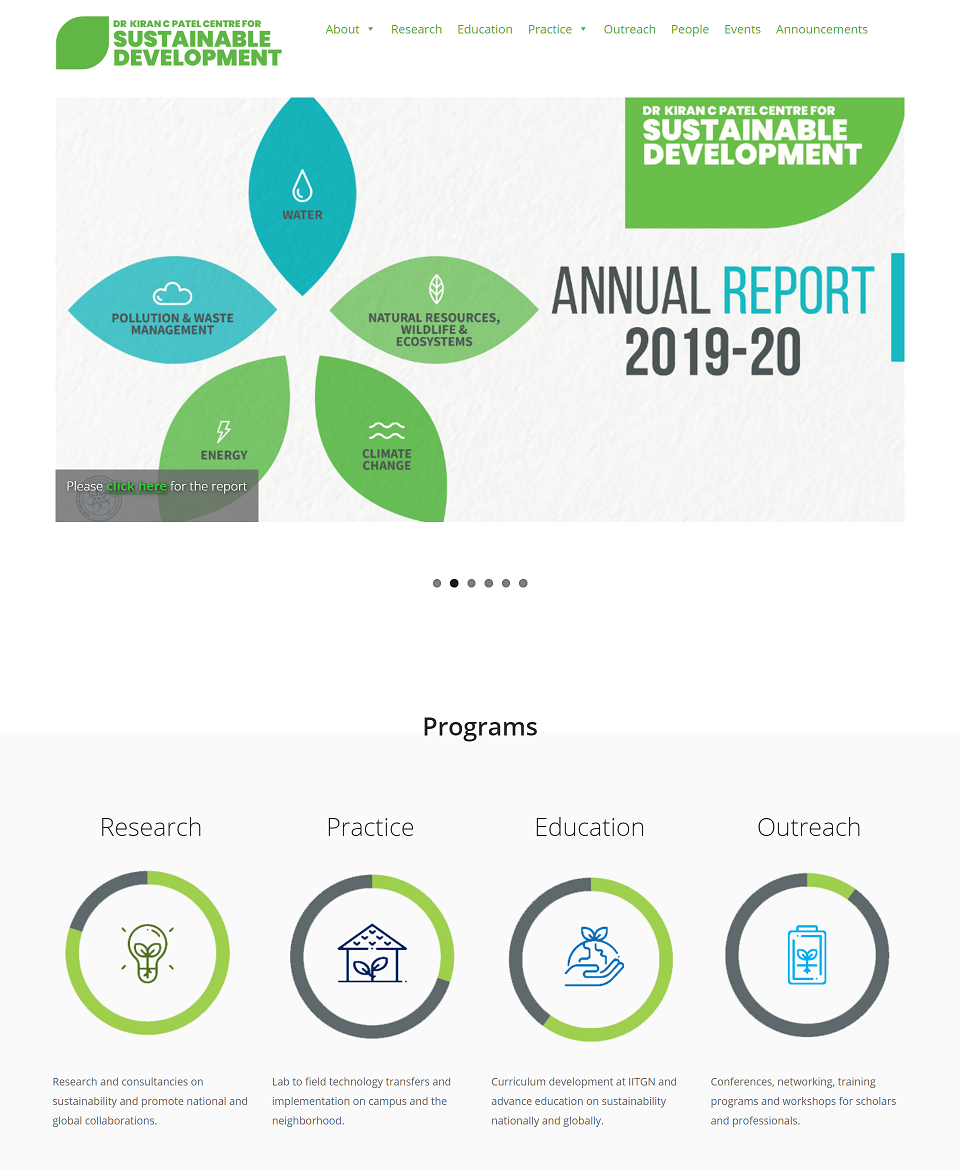 DR KIRAN C PATEL CENTRE FOR
SUSTAINABLE
DEVELOPMENT
About Research Education Practice Outreach People Events Announcements
DR KIRAN C PATEL CENTRE FOR
SUSTAINABLE
DEVELOPMENT
WATER
POLLUTION & WASTE
MANAGEMENT
NATURAL RESOURCES,
WILDLIFE &
ECOSYSTEMS
ANNUAL REPORT
2019-20
ENERGY
CLIMATE
CHANGE
Please click here for the report
Programs
Research
Practice
Education
Outreach
Research and consultancies on
sustainability and promote national and
global collaborations.
Lab to field technology transfers and
implementation on campus and the
neighborhood.
Curriculum development at IITGN and
advance education on sustainability
nationally and globally.
Conferences, networking, training
programs and workshops for scholars
and professionals.